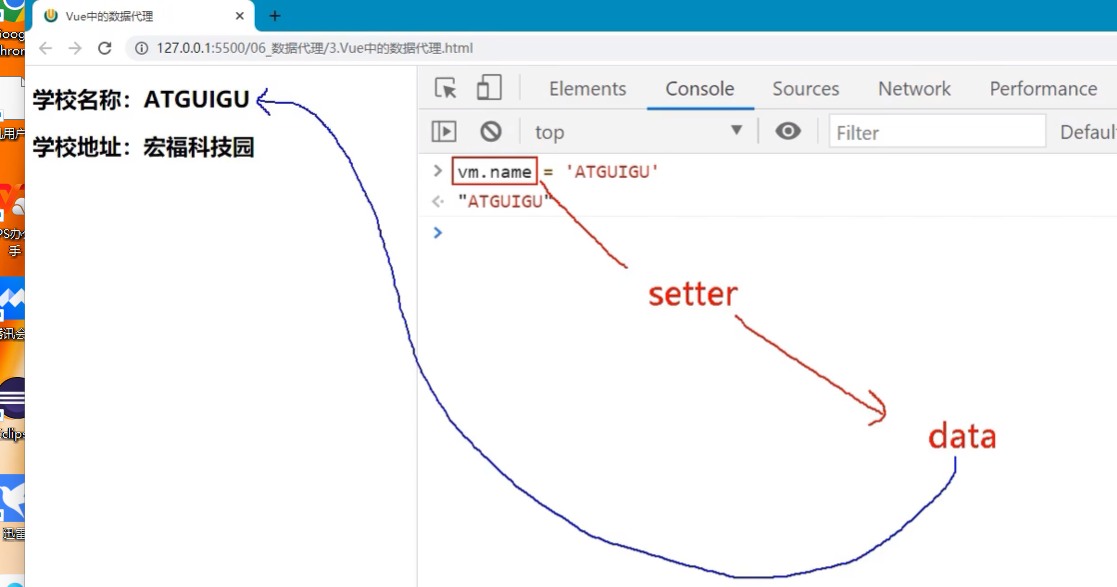 Vue中的数据代理
127.0.0.1:5500/06_数据代理/3.Vue中的数据代理.html
学校名称：ATGUIGU
学校地址：宏福科技园
Elements Console Sources Network Performance
top Filter
vm.name = 'ATGUIGU'
"ATGUIGU"
setter
data